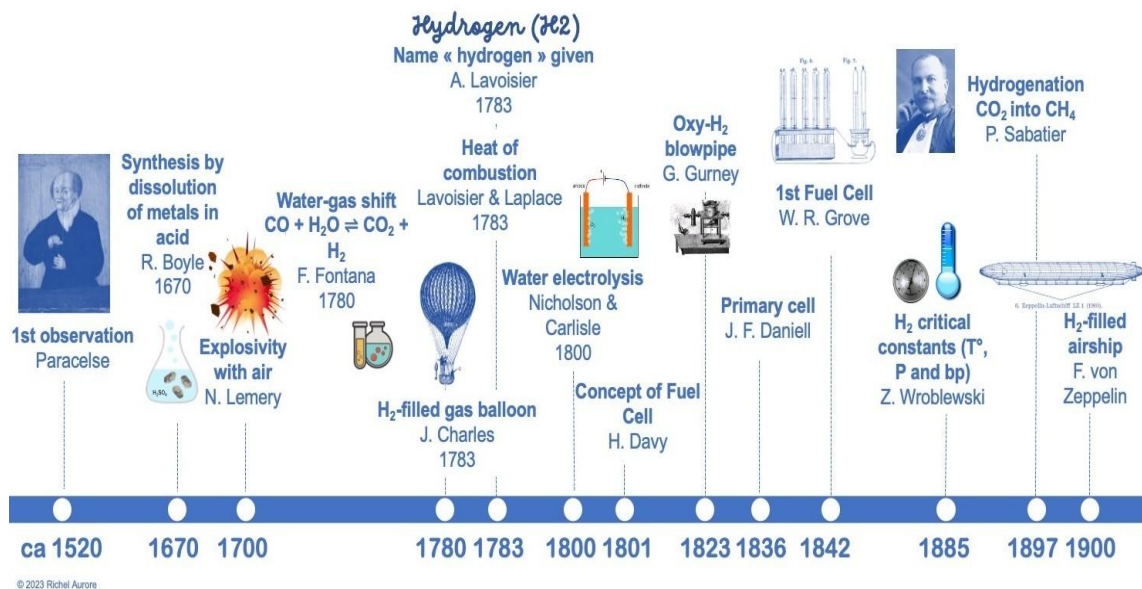 Hydrogen (H2)
Name « hydrogen » given
A. Lavoisier
1783
Heat of
combustion
Lavoisier & Laplace
1783
1st observation
Paracelse
Synthesis by
dissolution
of metals in
acid
R. Boyle
1670
H₂SO₄
Explosivity
with air
N. Lemery
Water-gas shift
CO + H₂O ⇌ CO₂ +
H₂
F. Fontana
1780
H₂-filled gas balloon
J. Charles
1783
Water electrolysis
Nicholson &
Carlisle
1800
Concept of Fuel
Cell
H. Davy
Oxy-H₂
blowpipe
G. Gurney
Primary cell
J. F. Daniell
1st Fuel Cell
W. R. Grove
H₂ critical
constants (T°,
P and bp)
Z. Wroblewski
Hydrogenation
CO₂ into CH₄
P. Sabatier
H₂-filled
airship
F. von
Zeppelin
ca 1520
1670
1700
1780
1783
1800
1801
1823
1836
1842
1885
1897
1900
© 2023 Richel Aurore